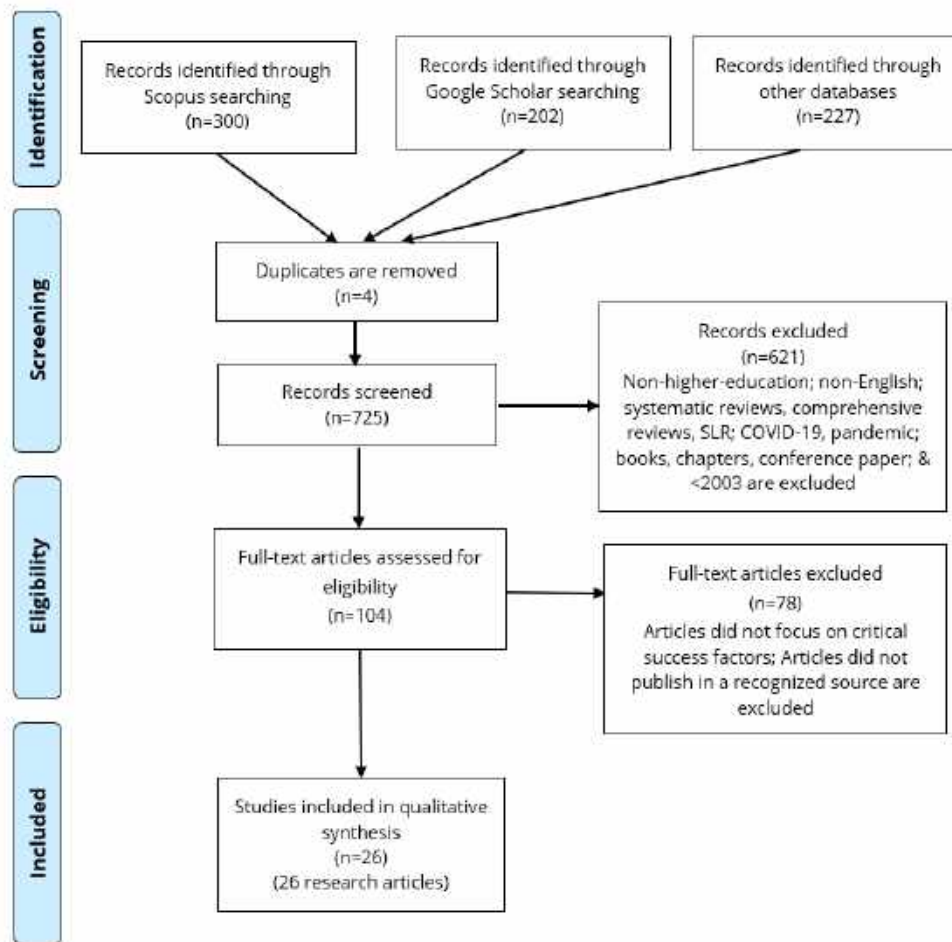 Identification
Records identified through
Scopus searching
(n=300)
Records identified through
Google Scholar searching
(n=202)
Records identified through
other databases
(n=227)
Screening
Duplicates are removed
(n=4)
Records screened
(n=725)
Records excluded
(n=621)
Non-higher-education; non-English;
systematic reviews, comprehensive
reviews, SLR; COVID-19, pandemic;
books, chapters, conference paper; &
<2003 are excluded
Eligibility
Full-text articles assessed for
eligibility
(n=104)
Full-text articles excluded
(n=78)
Articles did not focus on critical
success factors; Articles did not
publish in a recognized source are
excluded
Included
Studies included in qualitative
synthesis
(n=26)
(26 research articles)